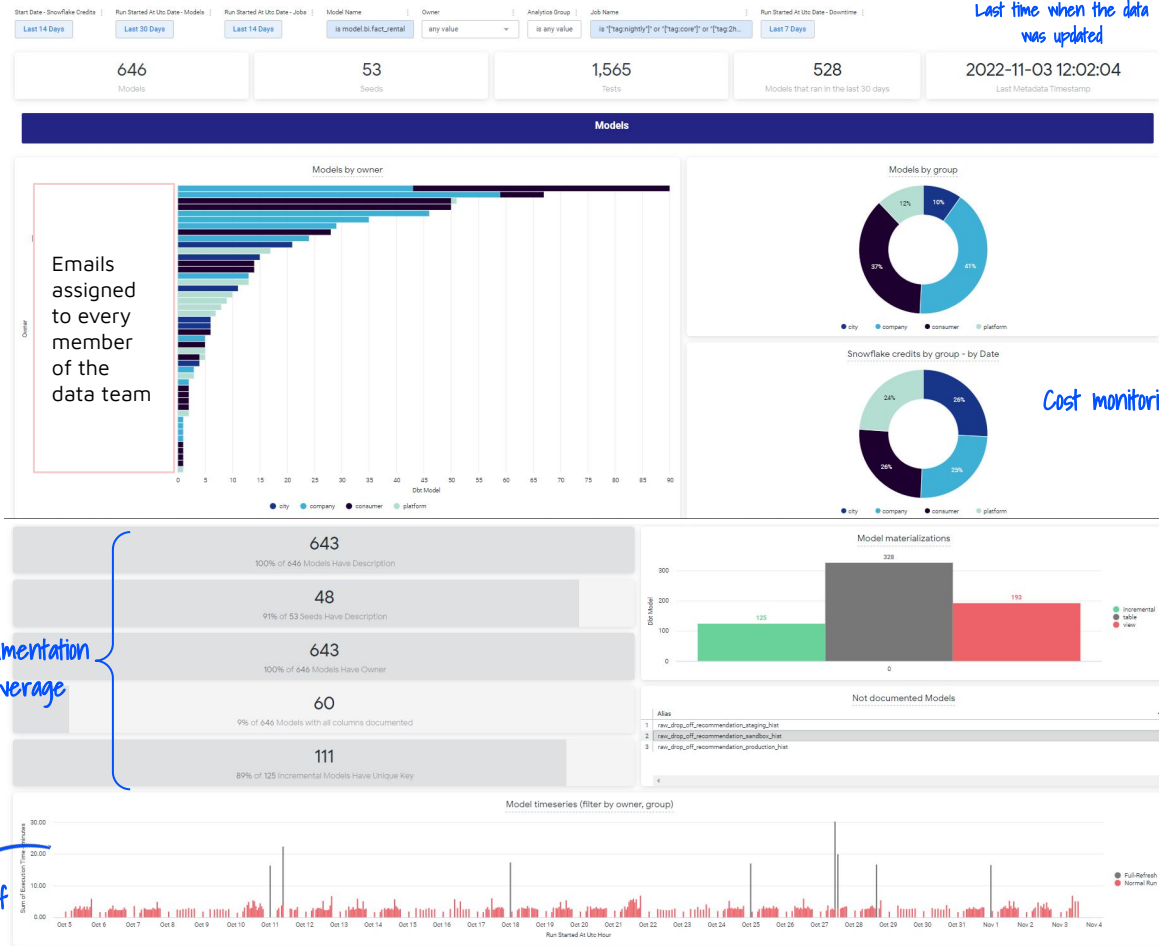 Last time when the data
was updated
Start Date - Snowflake Credits
Run Started At Utc Date - Models
Run Started At Utc Date - Jobs
Model Name
Owner
Analytics Group
Job Name
Run Started At Utc Date - Downtime
Last 14 Days
Last 30 Days
Last 14 Days
is model.bi.fact_rental
any value
is any value
is "["tag:nightly"]" or "["tag:core"]" or "["tag:2h...
Last 7 Days
646
Models
53
Seeds
1,565
Tests
528
Models that ran in the last 30 days
2022-11-03 12:02:04
Last Metadata Timestamp
Models
Models by owner
Owner
Emails
assigned
to every
member
of the
data team
0 5 10 15 20 25 30 35 40 45 50 55 60 65 70 75 80 85 90
Dbt Model
city company consumer platform
Models by group
12% 10%
37% 41%
city company consumer platform
Snowflake credits by group - by Date
24% 26%
26% 25%
city company consumer platform
Cost monitori
643
100% of 646 Models Have Description
48
91% of 53 Seeds Have Description
643
100% of 646 Models Have Owner
60
9% of 646 Models with all columns documented
111
89% of 125 Incremental Models Have Unique Key
mentation
verage
Model materializations
Dbt Model
300
200
100
0
125
328
193
0
incremental
table
view
Not documented Models
Alias
1 raw_drop_off_recommendation_staging_hist
2 raw_drop_off_recommendation_sandbox_hist
3 raw_drop_off_recommendation_production_hist
Model timeseries (filter by owner, group)
Sum of Execution Time - minutes
30.00
20.00
10.00
0.00
f
Oct 5 Oct 6 Oct 7 Oct 8 Oct 9 Oct 10 Oct 11 Oct 12 Oct 13 Oct 14 Oct 15 Oct 16 Oct 17 Oct 18 Oct 19 Oct 20 Oct 21 Oct 22 Oct 23 Oct 24 Oct 25 Oct 26 Oct 27 Oct 28 Oct 29 Oct 30 Oct 31 Nov 1 Nov 2 Nov 3 Nov 4
Run Started At Utc Hour
Full-Refresh
Normal Run